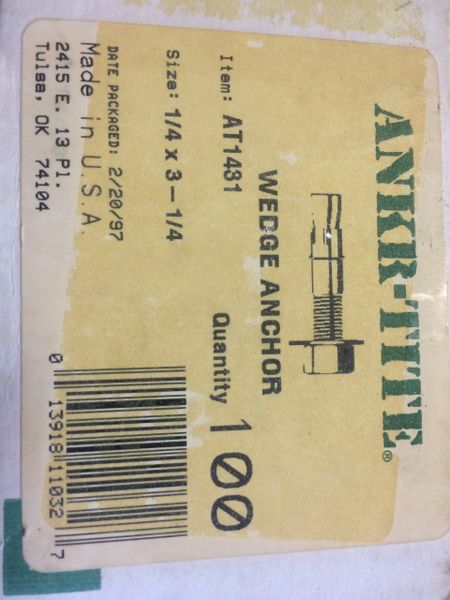 ANKR-TITE®
WEDGE ANCHOR
Item: AT1431
Quantity 100
Size: 1/4 x 3-1/4
DATE PACKAGED: 2/20/97
Made in U.S.A.
2415 E. 13 Pl.
Tulsa, OK 74104
0 13918 11032 7